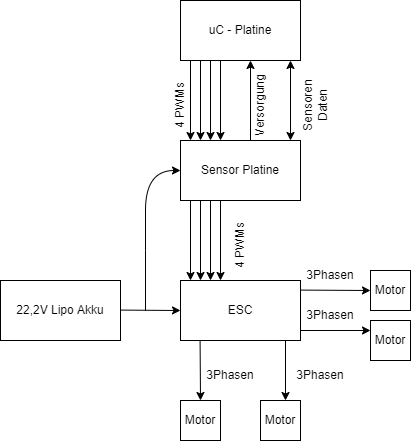 uC - Platine
4 PWMs
Versorgung
Sensoren
Daten
Sensor Platine
4 PWMs
22,2V Lipo Akku
ESC
3Phasen
Motor
3Phasen
Motor
3Phasen
3Phasen
Motor
Motor